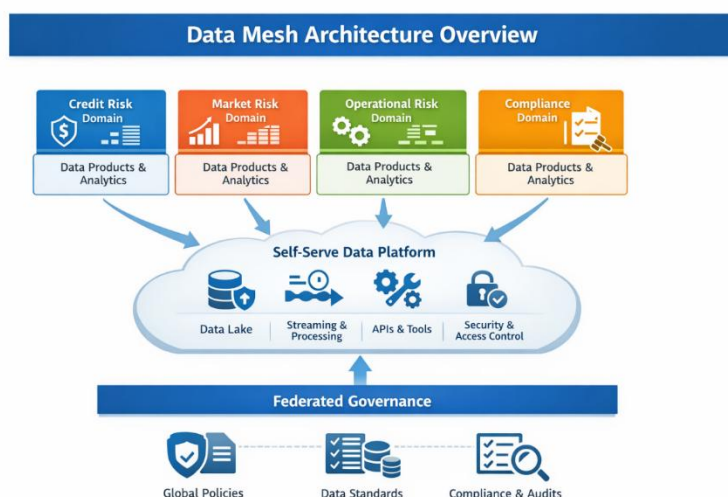 Data Mesh Architecture Overview
Credit Risk
Domain
Market Risk
Domain
Operational Risk
Domain
Compliance
Domain
Data Products &
Analytics
Data Products &
Analytics
Data Products &
Analytics
Data Products &
Analytics
Self-Serve Data Platform
Data Lake
Streaming &
Processing
APIs & Tools
Security &
Access Control
Federated Governance
Global Policies
Data Standards
Compliance & Audits